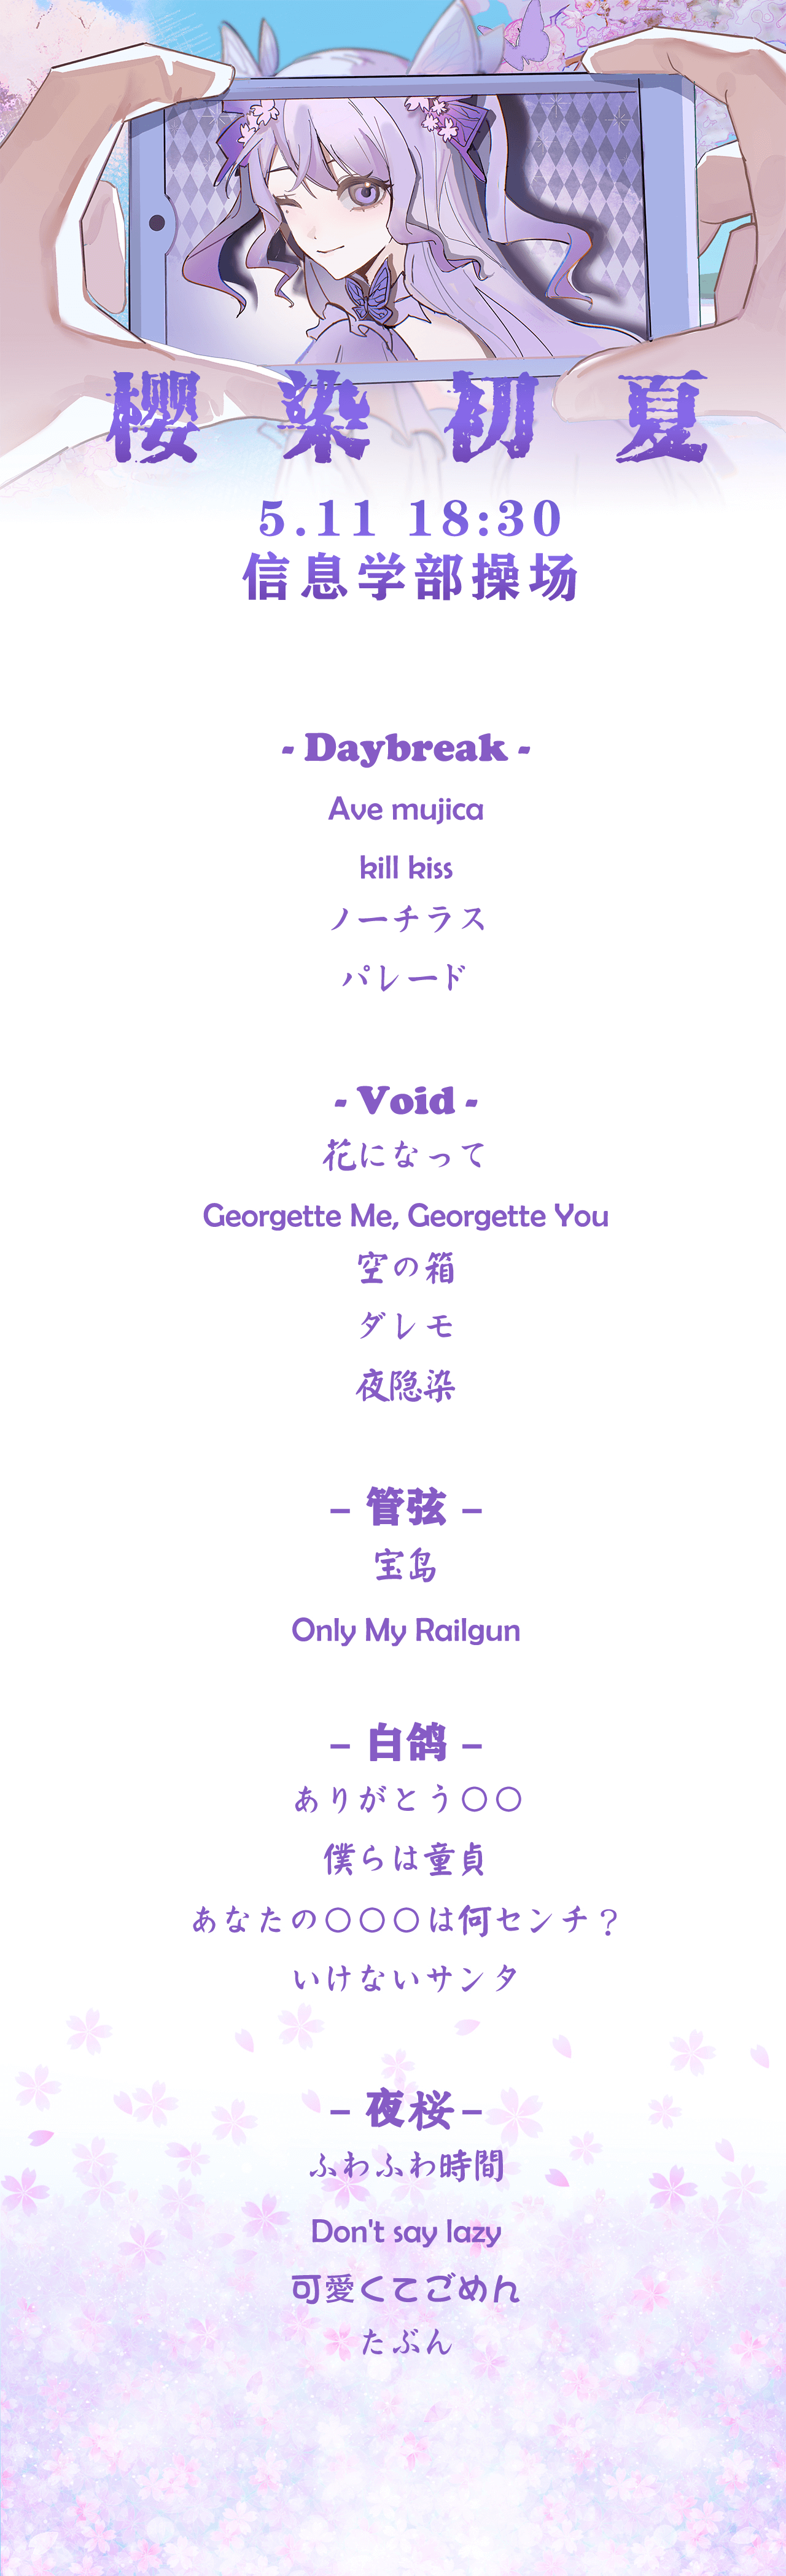 樱染初夏
5.11 18:30
信息学部操场
- Daybreak -
Ave mujica
kill kiss
ノーチラス
パレード
- Void -
花になって
Georgette Me, Georgette You
空の箱
ダレモ
夜隐染
– 管弦 –
宝岛
Only My Railgun
– 白鸽 –
ありがとう〇〇
僕らは童貞
あなたの〇〇〇は何センチ？
いけないサンタ
– 夜桜 –
ふわふわ時間
Don't say lazy
可愛くてごめん
たぶん